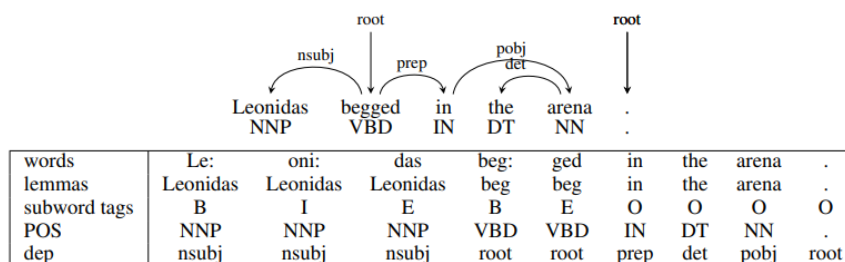 root root
nsubj prep pobj
det
Leonidas begged in the arena .
NNP VBD IN DT NN .
words Le: oni: das beg: ged in the arena .
lemmas Leonidas Leonidas Leonidas beg beg in the arena .
subword tags B I E B E O O O O
POS NNP NNP NNP VBD VBD IN DT NN .
dep nsubj nsubj nsubj root root prep det pobj root